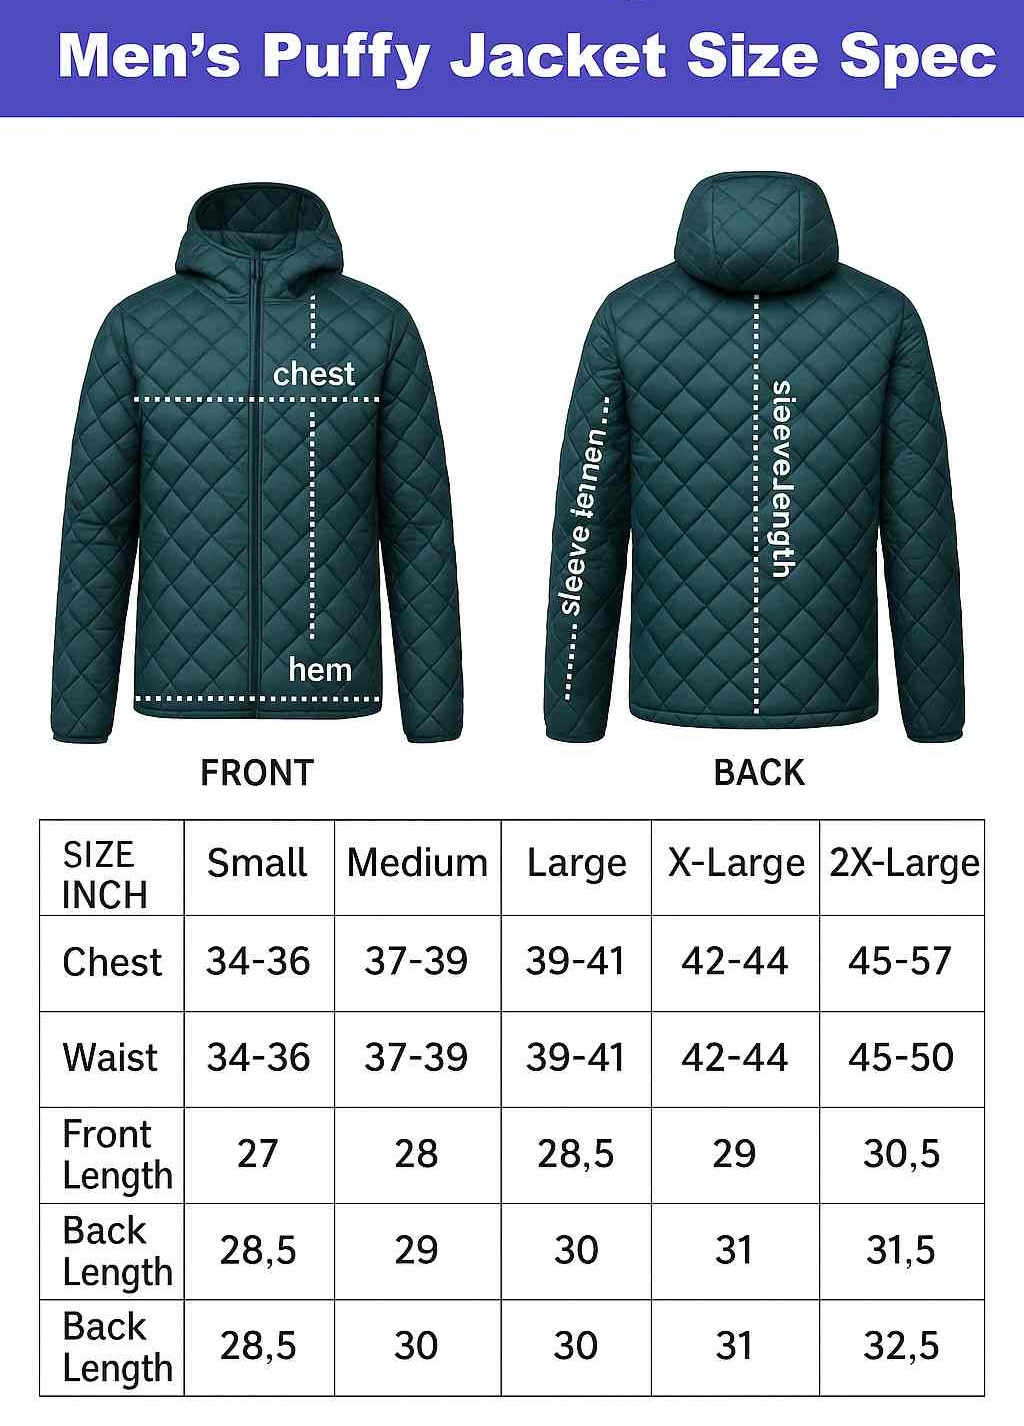 Men's Puffy Jacket Size Spec
chest
hem
sleeve
FRONT
BACK
SIZE INCH Small Medium Large X-Large 2X-Large
Chest 34-36 37-39 39-41 42-44 45-57
Waist 34-36 37-39 39-41 42-44 45-50
Front Length 27 28 28,5 29 30,5
Back Length 28,5 29 30 31 31,5
Back Length 28,5 30 30 31 32,5